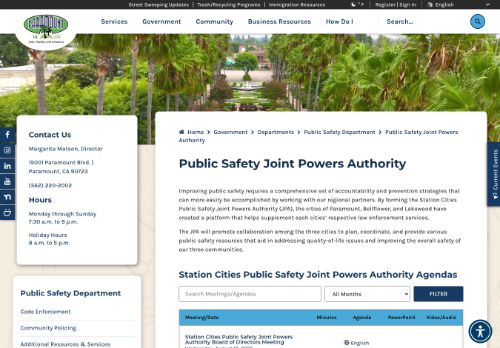 Street Sweeping Updates | Trash/Recycling Programs | Immigration Resources
°F
Register | Sign In
English
PARAMOUNT
Services Government Community Business Resources How Do I
Search...
Contact Us
Margarita Matson, Director
15001 Paramount Blvd. |
Paramount, CA 90723
(562) 220-2002
Hours
Monday through Sunday
7:30 a.m. to 5 p.m.
Holiday Hours
8 a.m. to 5 p.m.
Public Safety Department
Code Enforcement
Community Policing
Additional Resources & Services
Home > Government > Departments > Public Safety Department > Public Safety Joint Powers
Authority
Public Safety Joint Powers Authority
Improving public safety requires a comprehensive set of accountability and prevention strategies that
can more easily be accomplished by working with our regional partners. By forming the Station Cities
Public Safety Joint Powers Authority (JPA), the cities of Paramount, Bellflower, and Lakewood have
created a platform that helps supplement each cities' respective law enforcement services.
The JPA will promote collaboration among the three cities to plan, coordinate, and provide various
public safety resources that aid in addressing quality-of-life issues and improving the overall safety of
our three communities.
Station Cities Public Safety Joint Powers Authority Agendas
Search Meetings/Agendas
All Months
FILTER
Meeting/Date Minutes Agenda PowerPoint Video/Audio
Station Cities Public Safety Joint Powers
Authority Board of Directors Meeting
English
Current Events